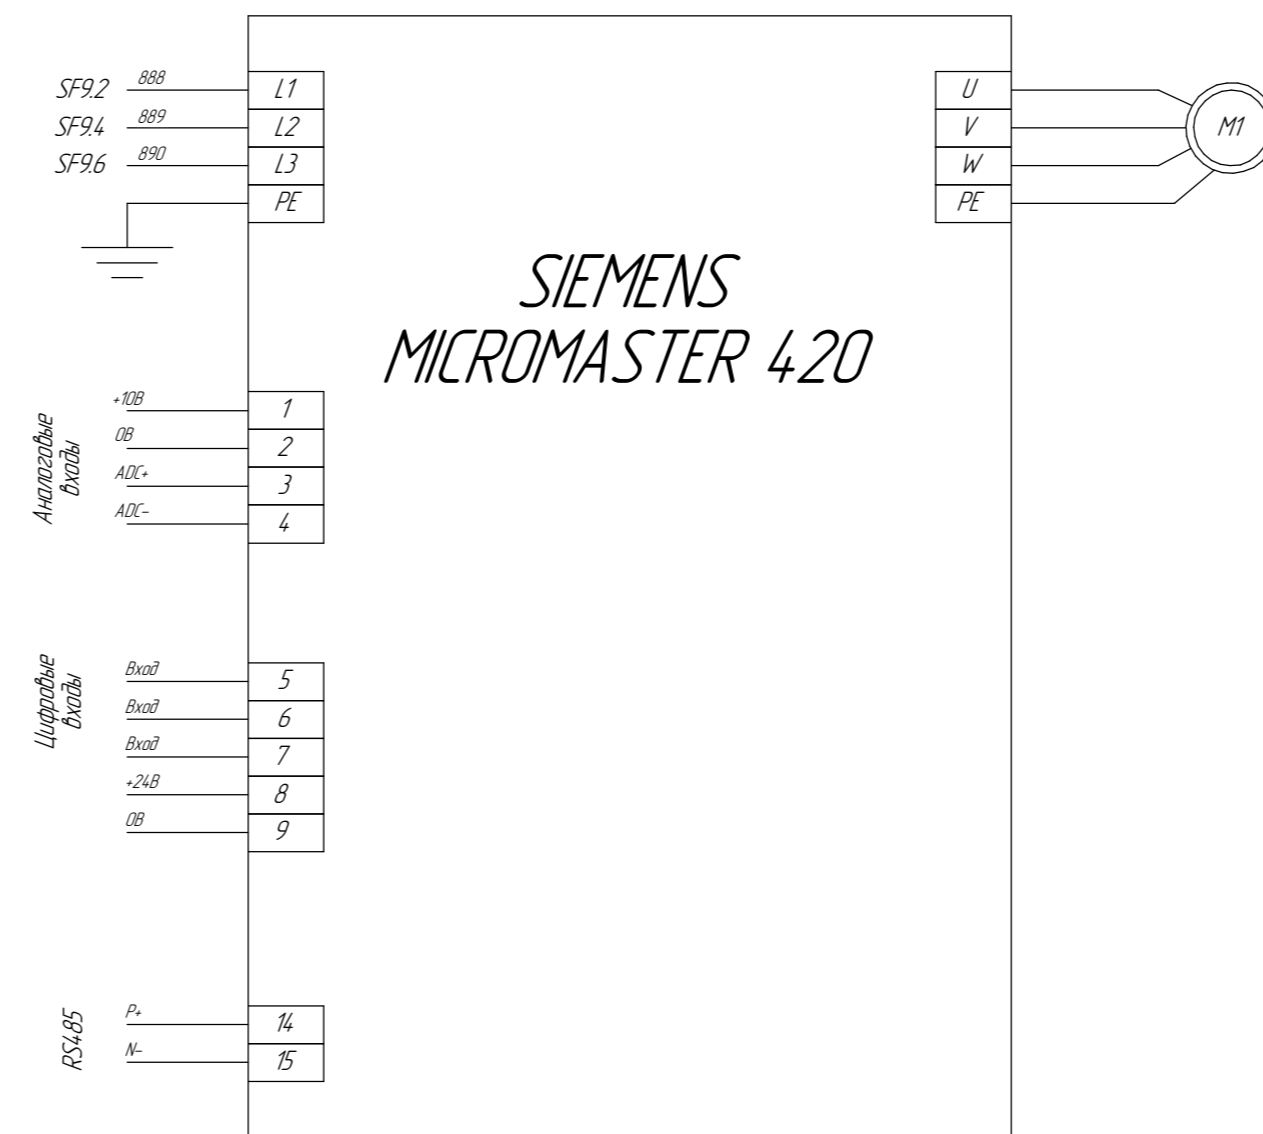 SF9.2 888 L1
SF9.4 889 L2
SF9.6 890 L3
PE
U
V
W
PE
M1
SIEMENS
MICROMASTER 420
Аналоговые
входы
+10В 1
0В 2
ADC+ 3
ADC- 4
Цифровые
входы
Вход 5
Вход 6
Вход 7
+24В 8
0В 9
RS485
P+ 14
N- 15